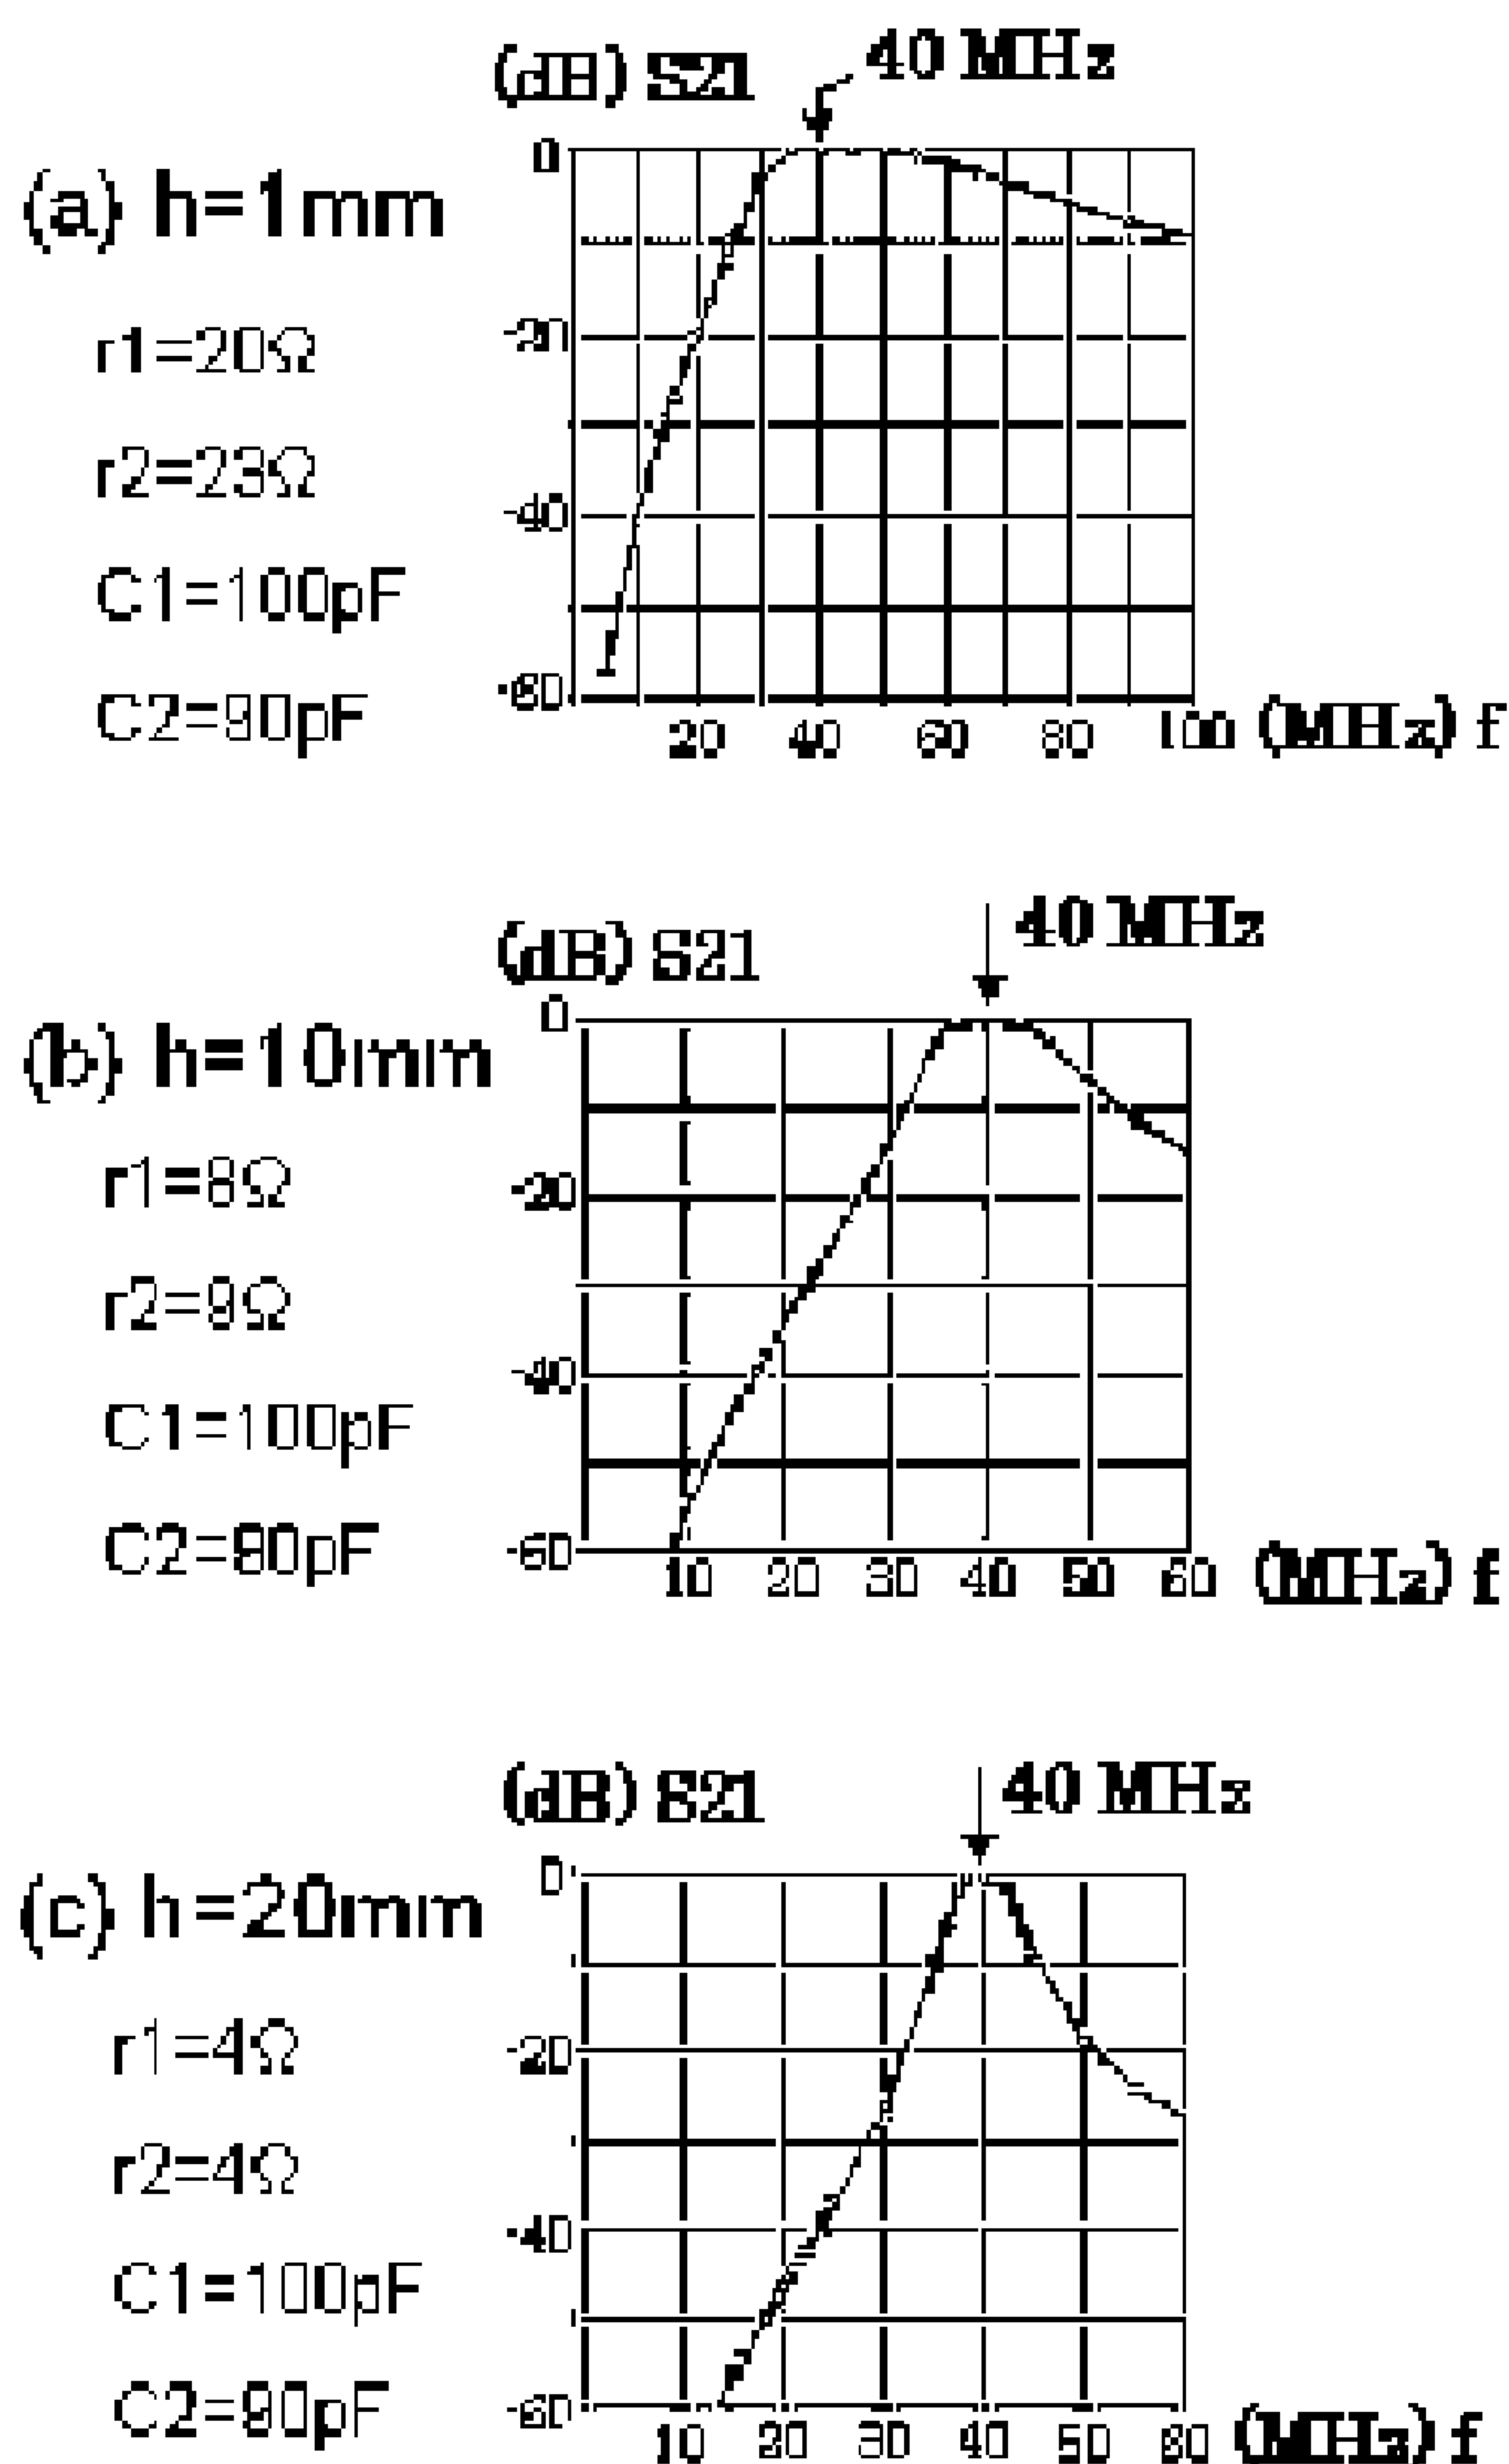 (dB) S21
40 MHz
(a) h=1mm
r1=20Ω
r2=23Ω
C1=100pF
C2=90pF
0
-20
-40
-60
20 40 60 80 100 (MHz) f
(dB) S21
40 MHz
(b) h=10mm
r1=8Ω
r2=9Ω
C1=100pF
0
-20
-40
-60
10 20 30 40 50 60 (MHz) f
(dB) S21
40 MHz
(c) h=20mm
r1=4Ω
r2=4Ω
C1=100pF
0
-20
-40
-60
10 20 30 40 50 60 (MHz) f